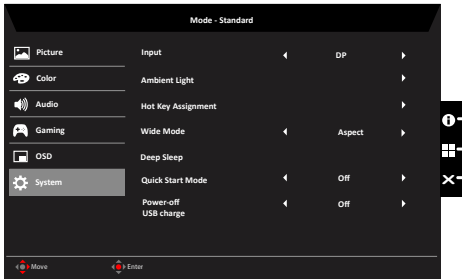 Mode - Standard
Picture
Input
DP
Color
Ambient Light
Audio
Hot Key Assignment
Gaming
Wide Mode
Aspect
OSD
Deep Sleep
System
Quick Start Mode
Off
Power-off
USB charge
Off
Move
Enter